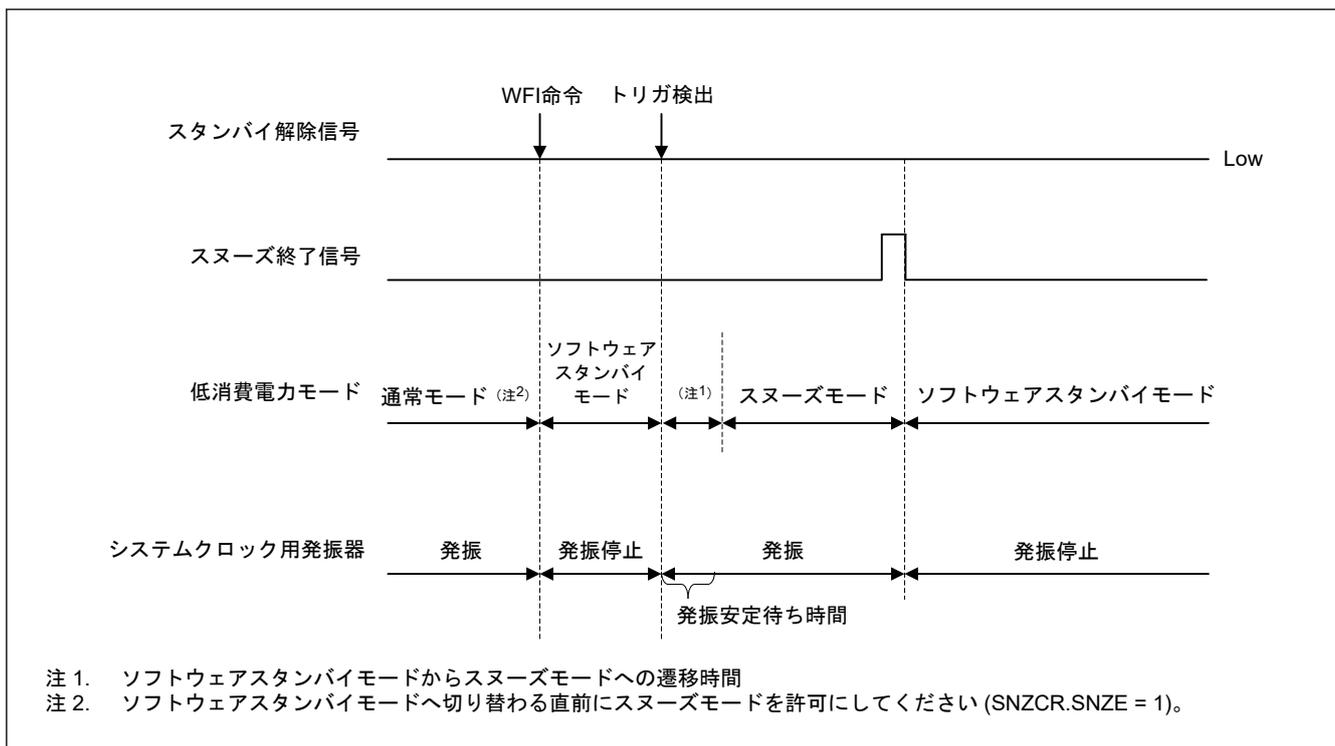 WFI命令 トリガ検出
スタンバイ解除信号
Low
スヌーズ終了信号
低消費電力モード
通常モード (注2)
ソフトウェア
スタンバイ
モード
(注1)
スヌーズモード
ソフトウェアスタンバイモード
システムクロック用発振器
発振
発振停止
発振
発振停止
発振安定待ち時間
注 1. ソフトウェアスタンバイモードからスヌーズモードへの遷移時間
注 2. ソフトウェアスタンバイモードへ切り替わる直前にスヌーズモードを許可にしてください (SNZCR.SNZE = 1)。